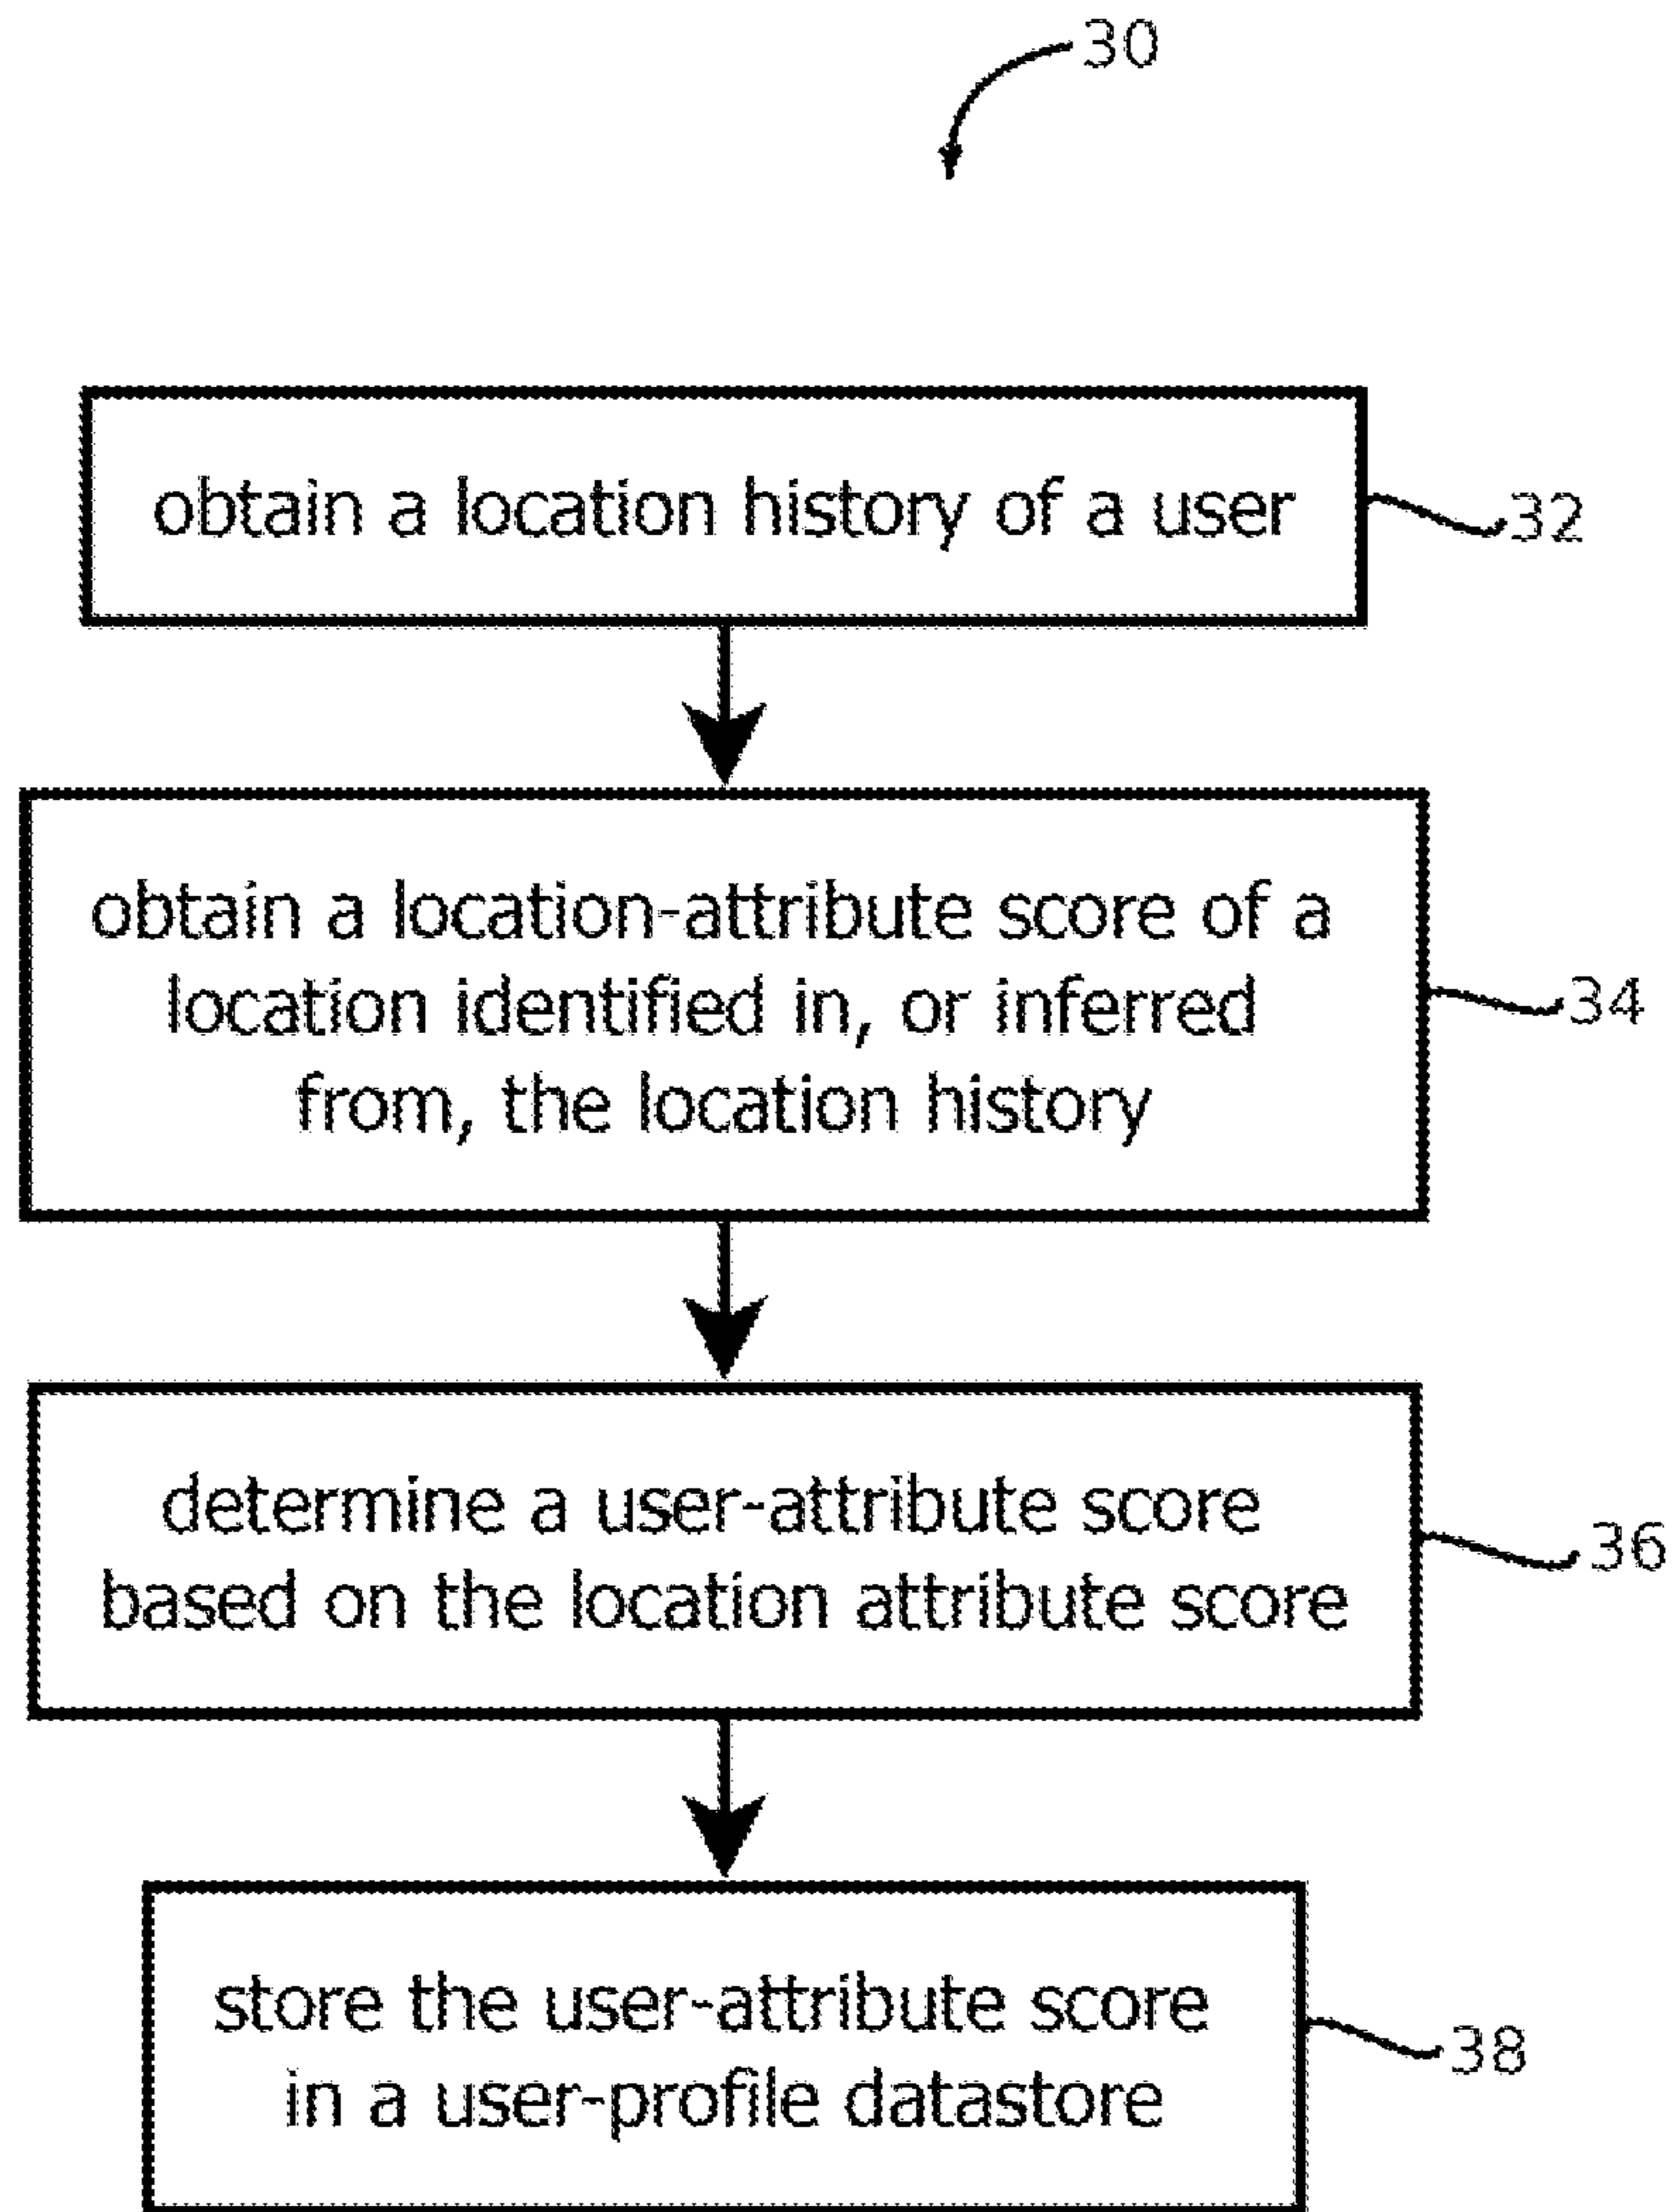 30
obtain a location history of a user
32
obtain a location-attribute score of a
location identified in, or inferred
from, the location history
34
determine a user-attribute score
based on the location attribute score
36
store the user-attribute score
in a user-profile datastore
38